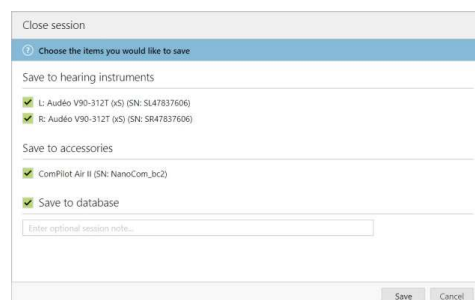 Close session
Choose the items you would like to save
Save to hearing instruments
L: Audéo V90-312T (xS) (SN: SL47837606)
R: Audéo V90-312T (xS) (SN: SR47837606)
Save to accessories
ComPilot Air II (SN: NanoCom_bc2)
Save to database
Enter optional session note...
Save Cancel